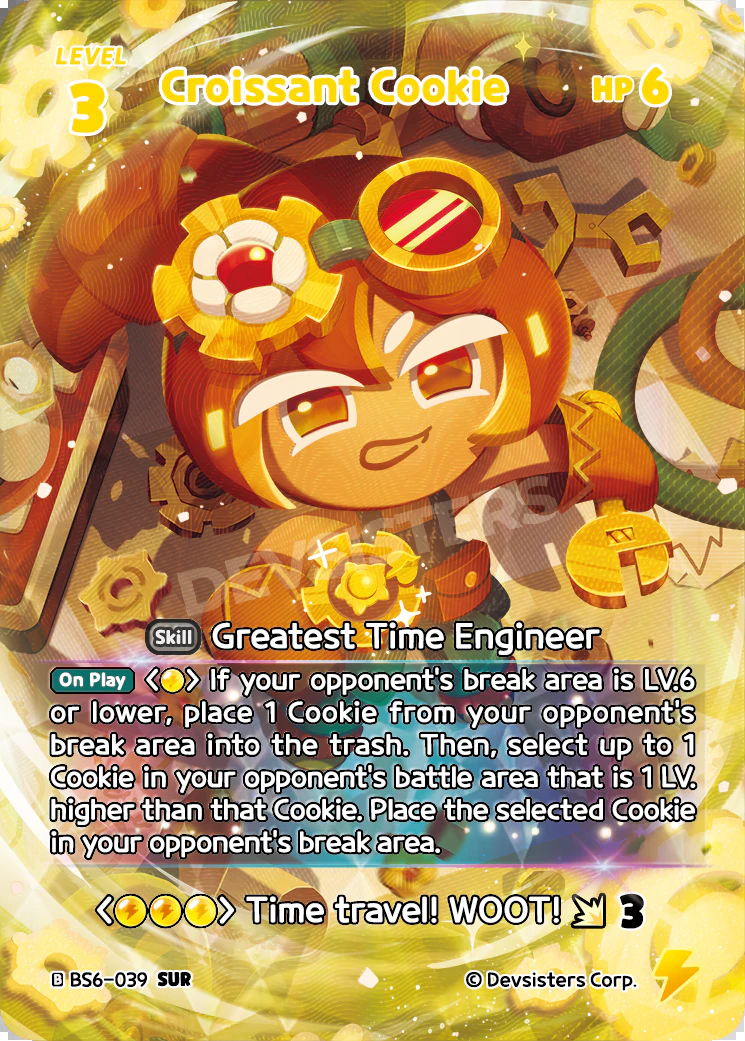 LEVEL
3
Croissant Cookie
HP 6
DEVSISTERS
Skill Greatest Time Engineer
On Play < > If your opponent's break area is LV.6
or lower, place 1 Cookie from your opponent's
break area into the trash. Then, select up to 1
Cookie in your opponent's battle area that is 1 LV.
higher than that Cookie. Place the selected Cookie
in your opponent's break area.
< > Time travel! WOOT! 3
B BS6-039 SUR
© Devsisters Corp.